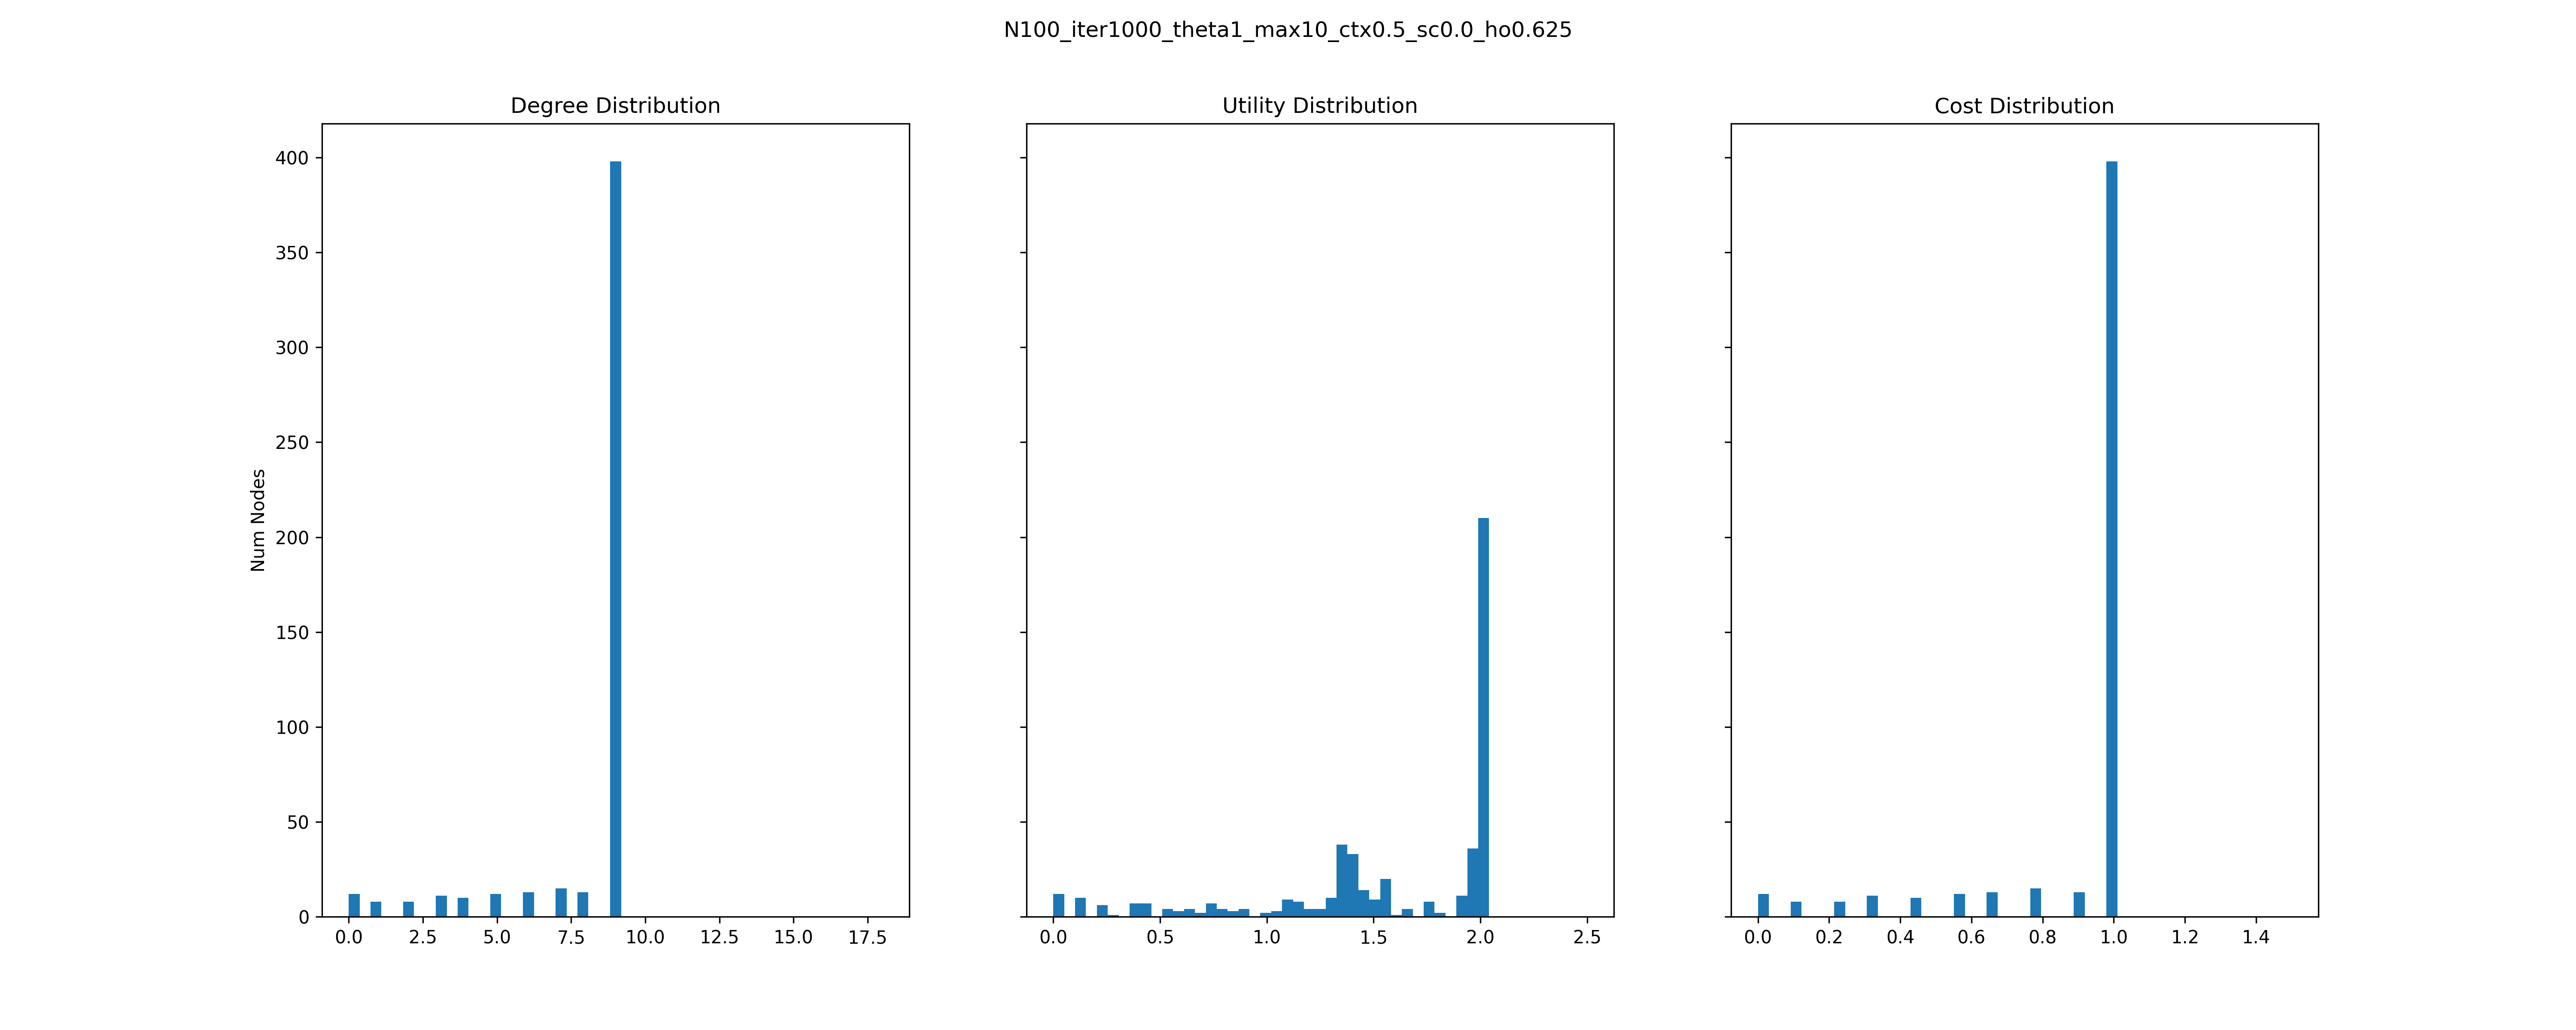 N100_iter1000_theta1_max10_ctx0.5_sc0.0_ho0.625
Degree Distribution
Utility Distribution
Cost Distribution
Num Nodes
400
350
300
250
200
150
100
50
0
0.0 2.5 5.0 7.5 10.0 12.5 15.0 17.5
0.0 0.5 1.0 1.5 2.0 2.5
0.0 0.2 0.4 0.6 0.8 1.0 1.2 1.4